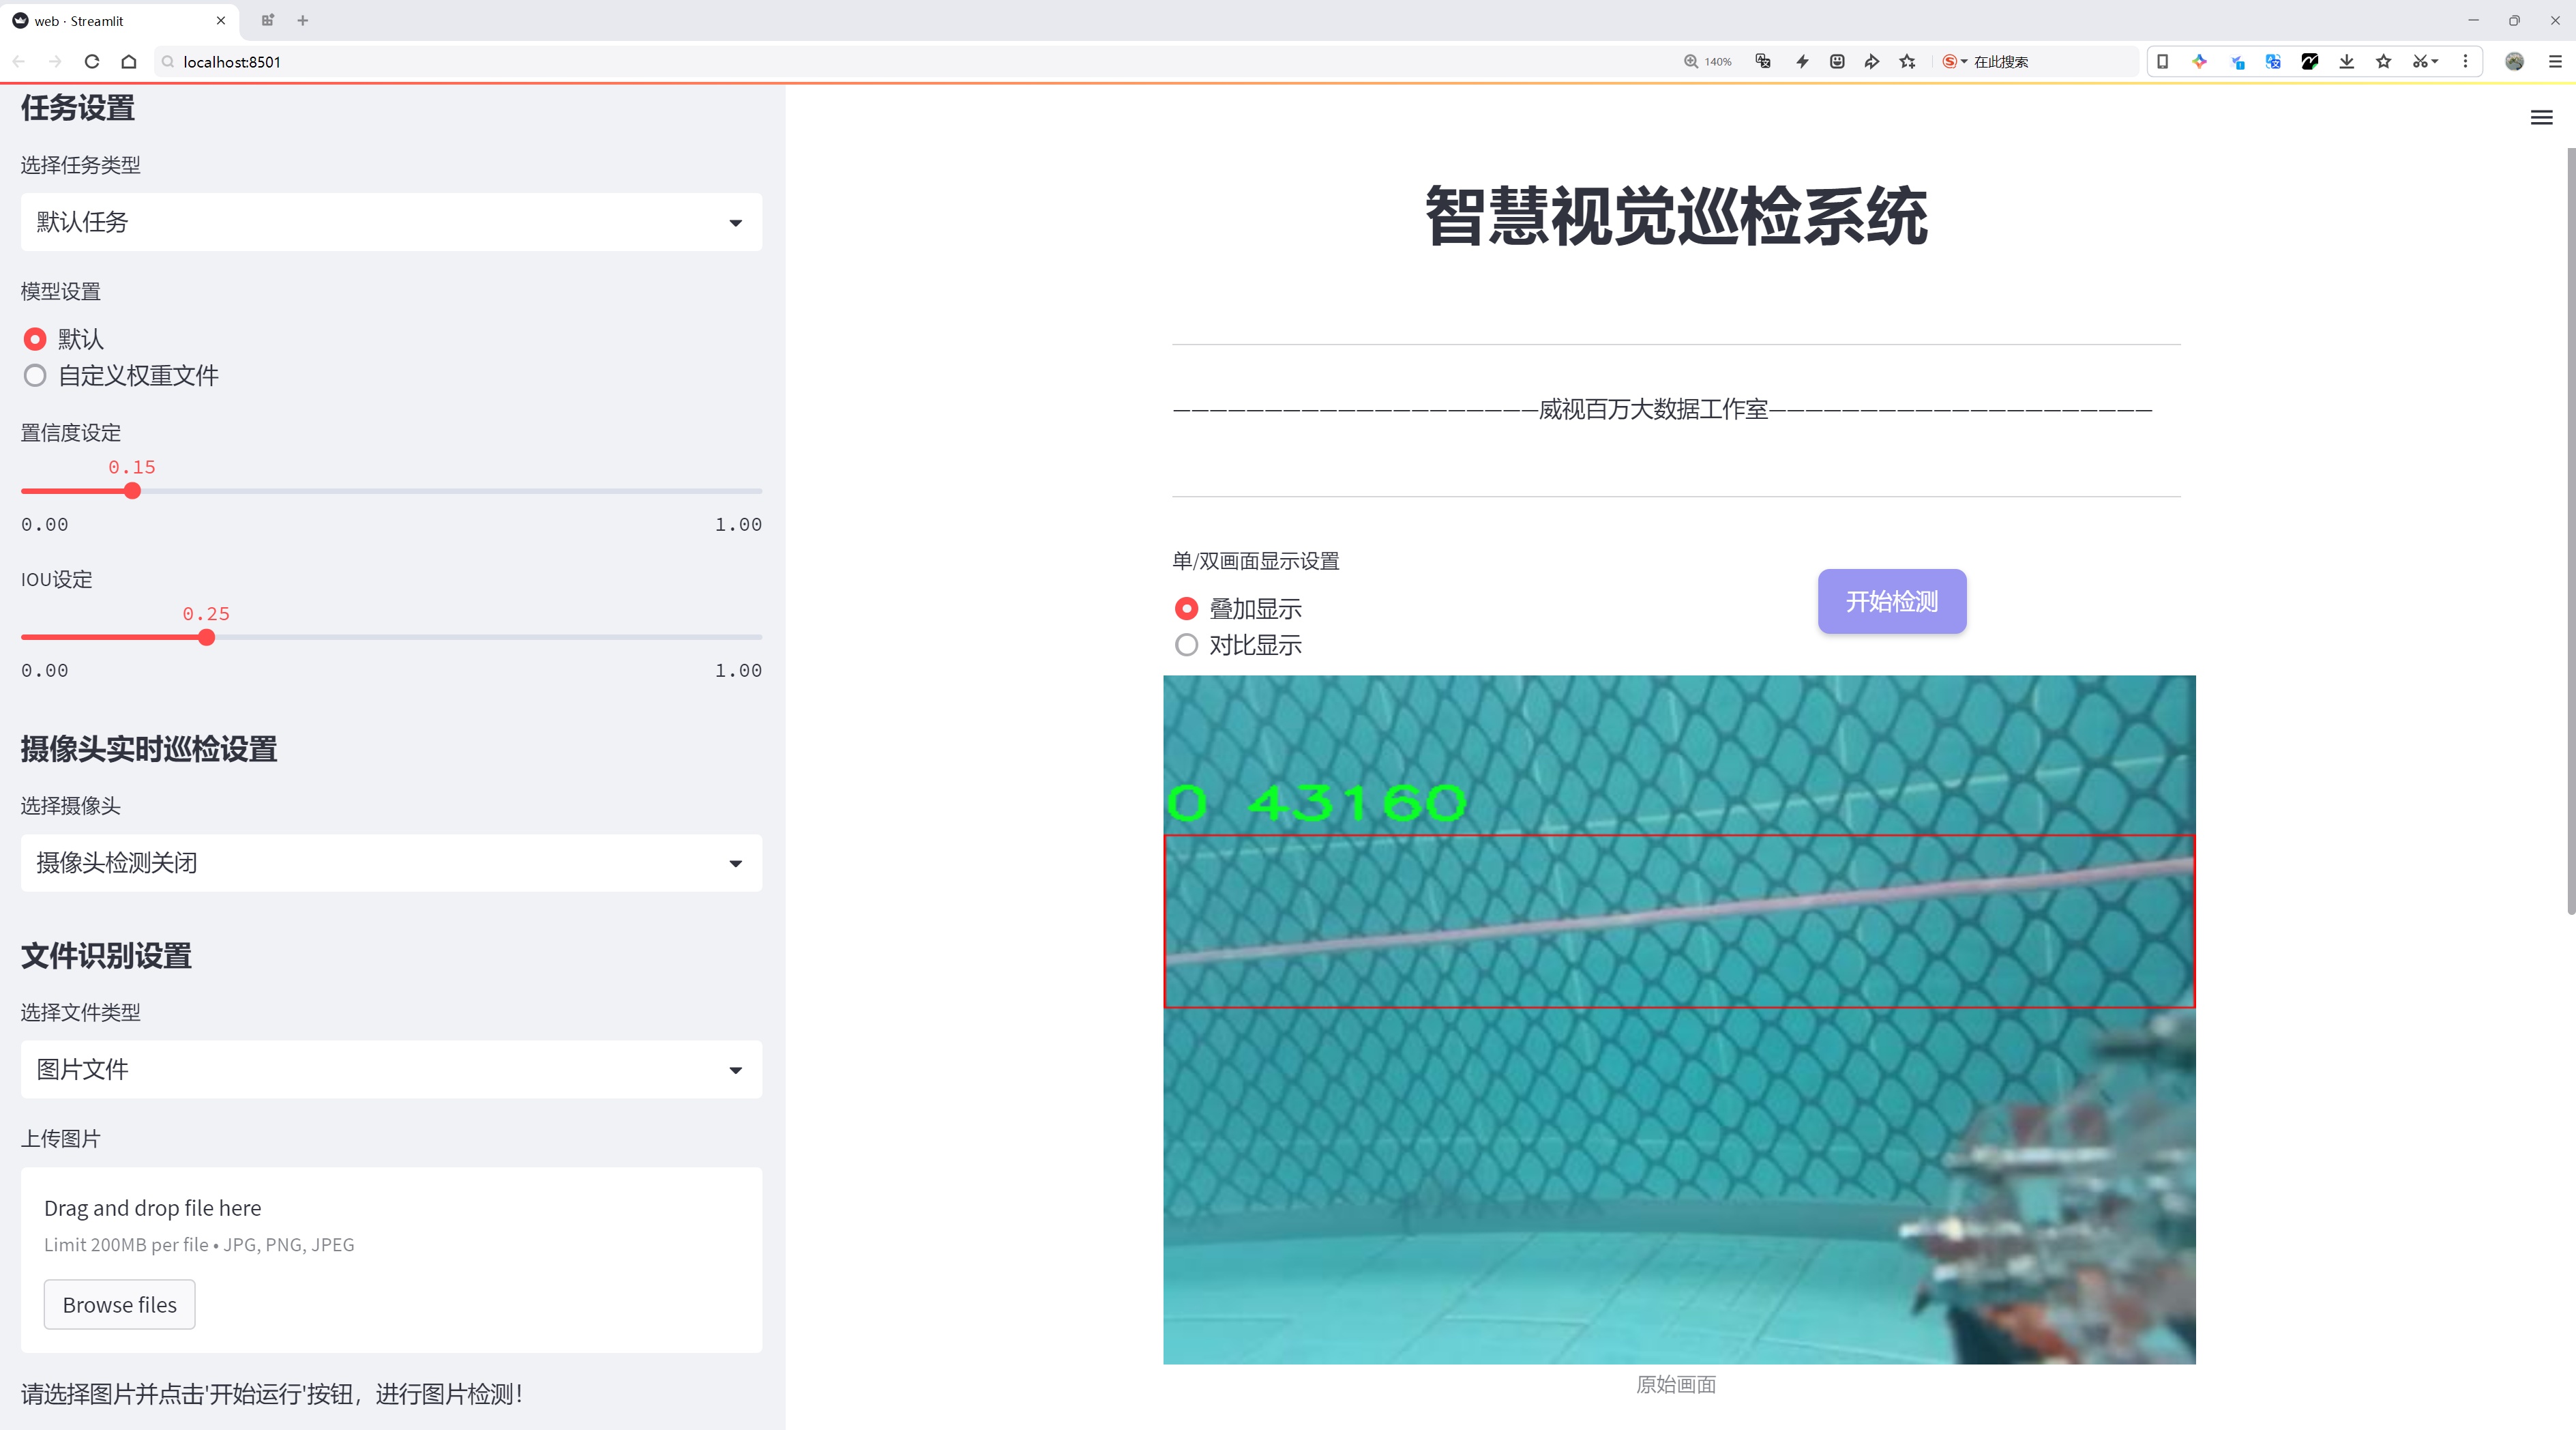 web · Streamlit
localhost:8501
140%
在此搜索
任务设置
选择任务类型
默认任务
模型设置
默认
自定义权重文件
置信度设定
0.15
0.00
1.00
IOU设定
0.25
0.00
1.00
摄像头实时巡检设置
选择摄像头
摄像头检测关闭
文件识别设置
选择文件类型
图片文件
上传图片
Drag and drop file here
Limit 200MB per file • JPG, PNG, JPEG
Browse files
请选择图片并点击'开始运行'按钮，进行图片检测！
智慧视觉巡检系统
————————————————————威视百万大数据工作室—————————————————————
单/双画面显示设置
叠加显示
对比显示
开始检测
0 43160
原始画面